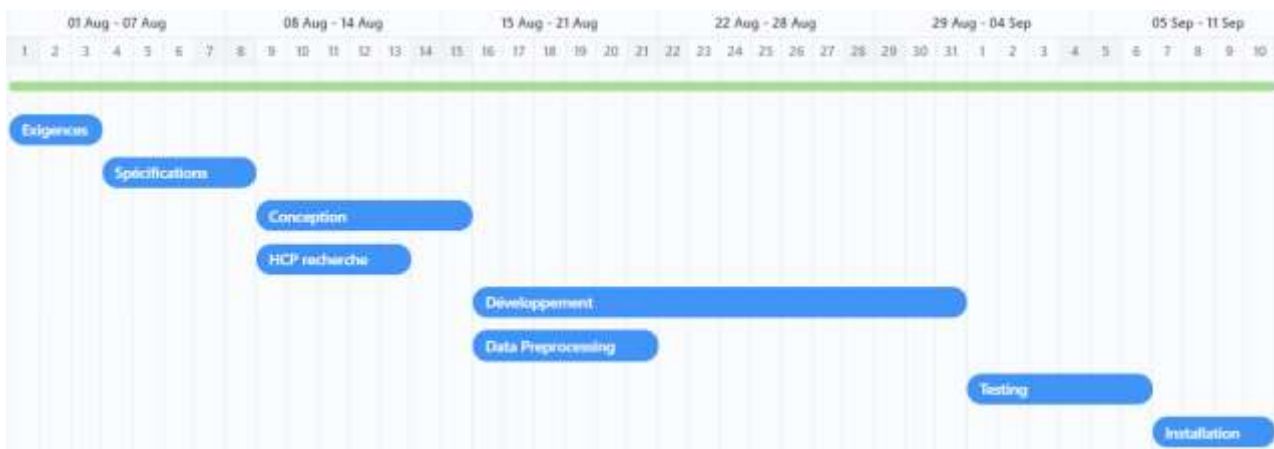 01 Aug - 07 Aug 08 Aug - 14 Aug 15 Aug - 21 Aug 22 Aug - 28 Aug 29 Aug - 04 Sep 05 Sep - 11 Sep
1 2 3 4 5 6 7 8 9 10 11 12 13 14 15 16 17 18 19 20 21 22 23 24 25 26 27 28 29 30 31 1 2 3 4 5 6 7 8 9 10
Exigences
Spécifications
Conception
HCP recherche
Développement
Data Preprocessing
Testing
Installation